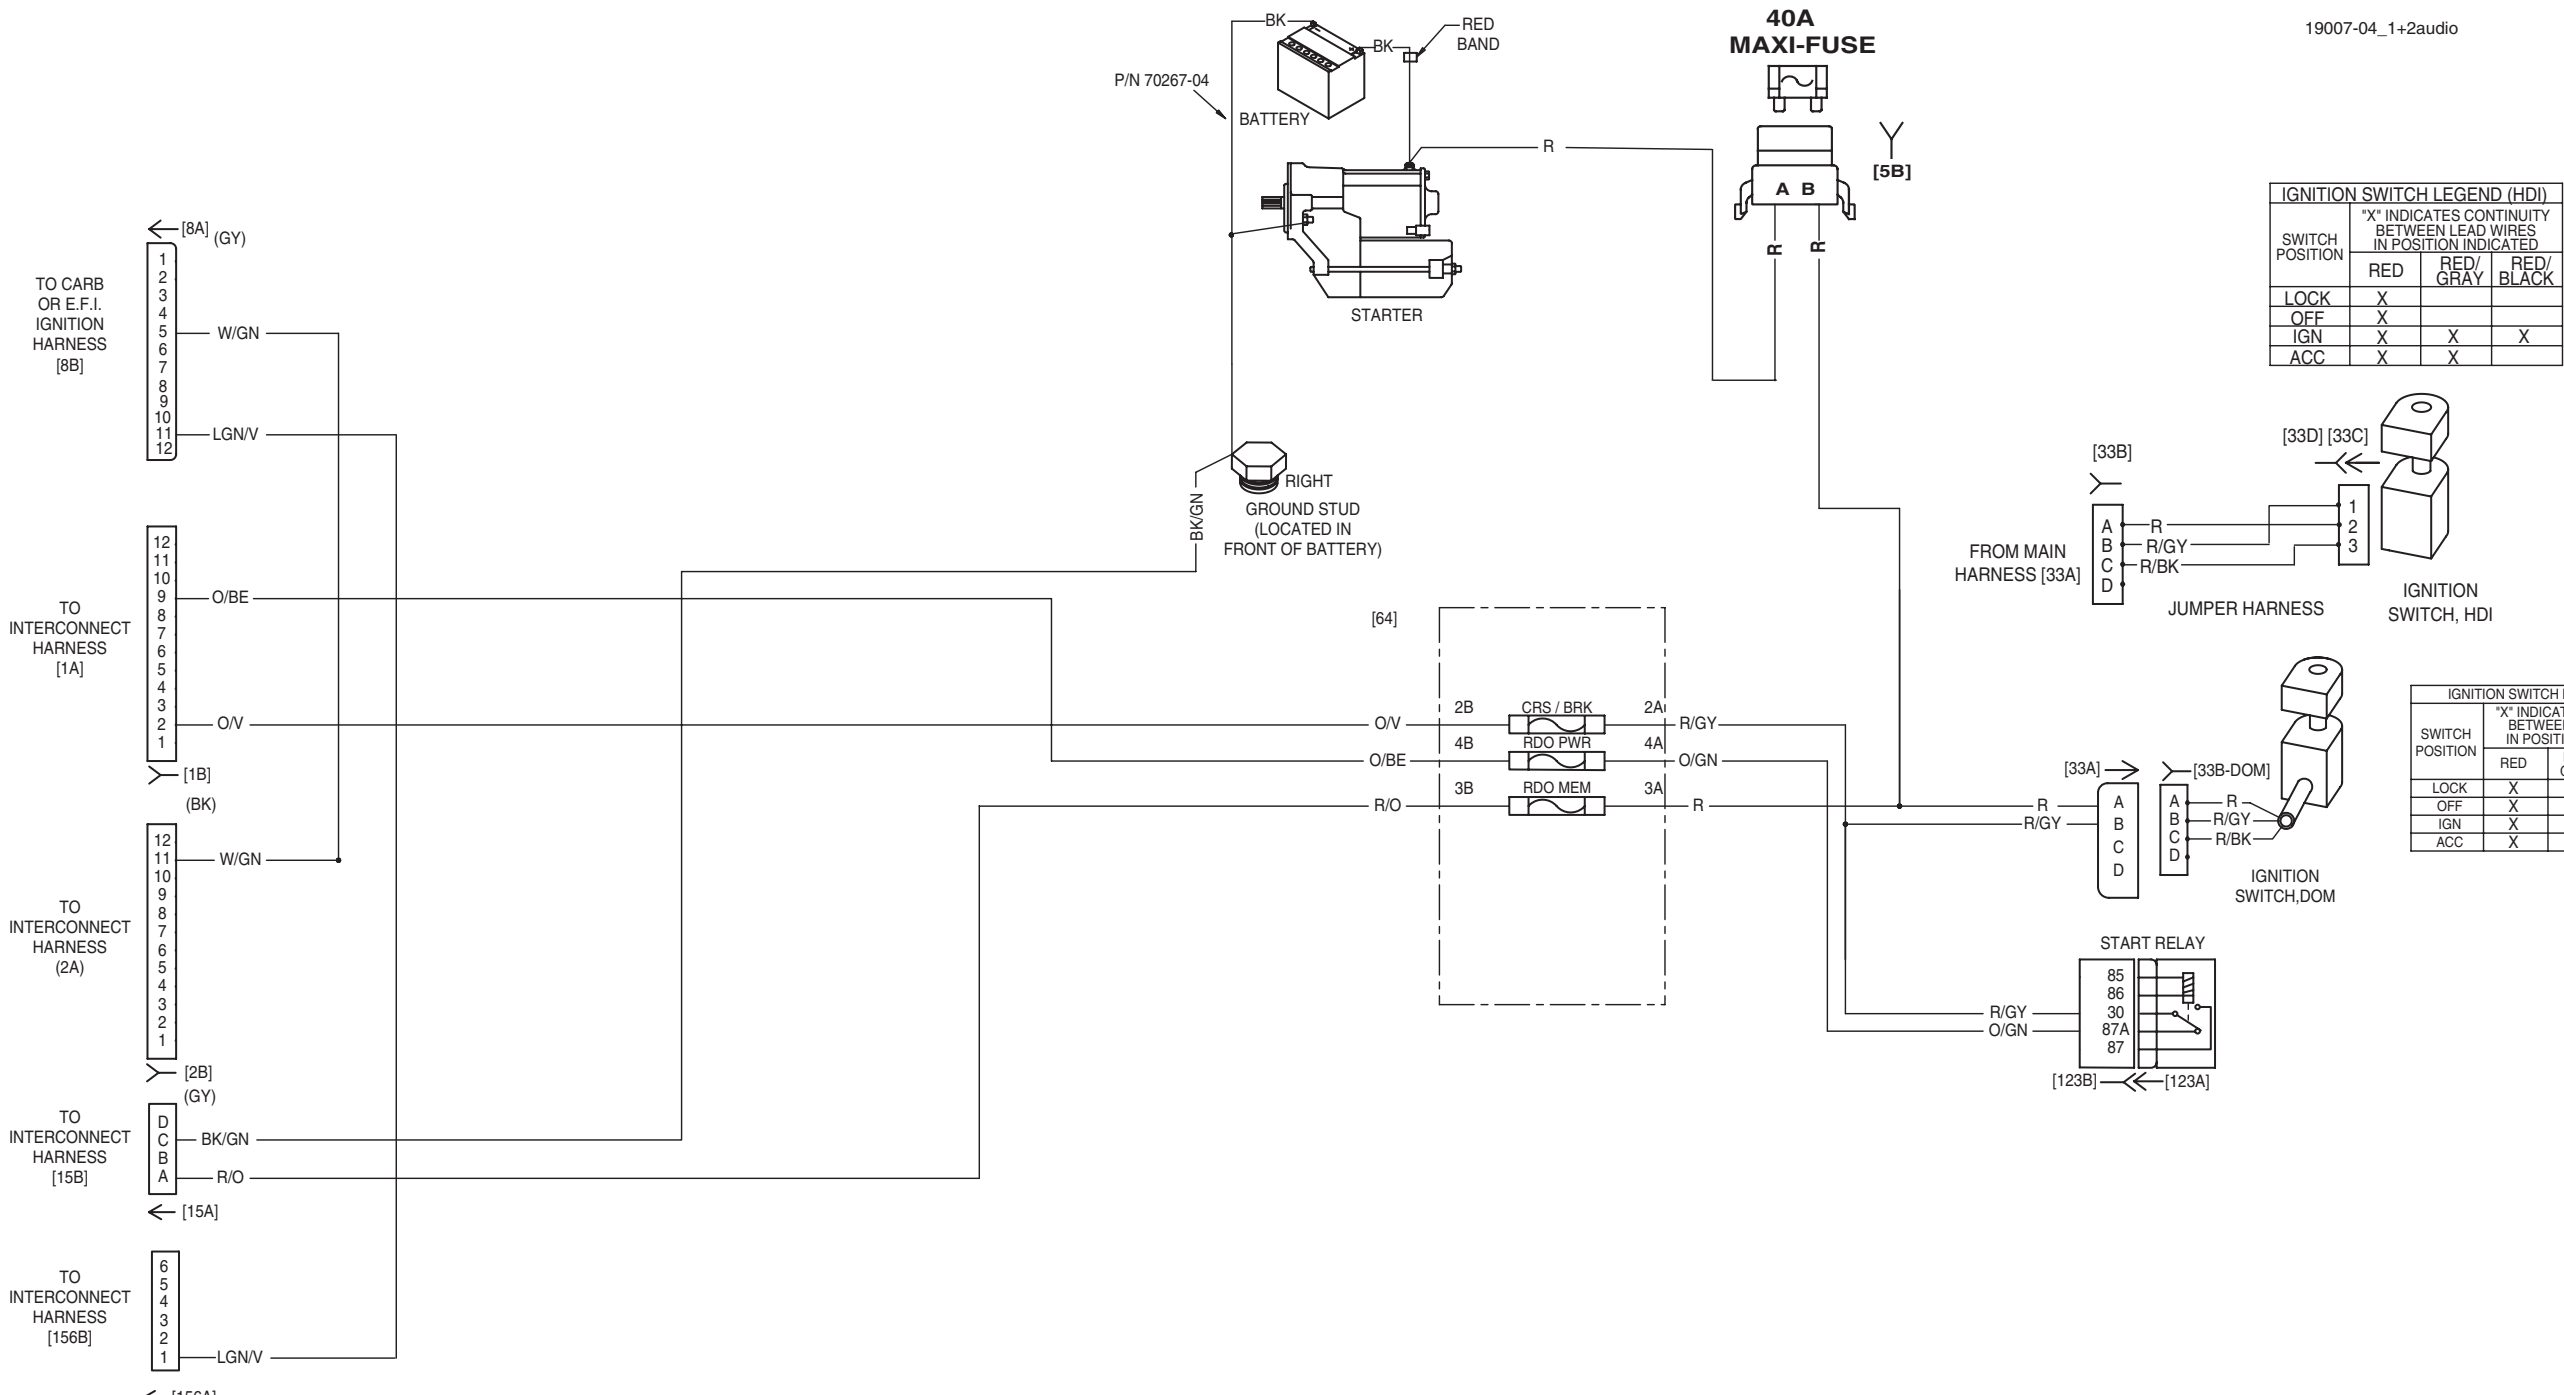 19007-04_1+2audio
BK
BK
RED
BAND
P/N 70267-04
BATTERY
STARTER
R
40A
MAXI-FUSE
A B
[5B]
R
R
RIGHT
GROUND STUD
(LOCATED IN
FRONT OF BATTERY)
BK/GN
IGNITION SWITCH LEGEND (HDI)
SWITCH
POSITION
"X" INDICATES CONTINUITY
BETWEEN LEAD WIRES
IN POSITION INDICATED
RED
RED/
GRAY
RED/
BLACK
LOCK X
OFF X
IGN X X X
ACC X X
[8A] (GY)
TO CARB
OR E.F.I.
IGNITION
HARNESS
[8B]
1
2
3
4
5 W/GN
6
7
8
9
10
11 LGN/V
12
TO
INTERCONNECT
HARNESS
[1A]
12
11
10
9 O/BE
8
7
6
5
4
3
2 O/V
1
[1B]
(BK)
TO
INTERCONNECT
HARNESS
(2A)
12
11 W/GN
10
9
8
7
6
5
4
3
2
1
[2B]
(GY)
TO
INTERCONNECT
HARNESS
[15B]
D
C BK/GN
B
A R/O
[15A]
TO
INTERCONNECT
HARNESS
[156B]
6
5
4
3
2
1 LGN/V
[64]
O/V 2B CRS / BRK 2A R/GY
O/BE 4B RDO PWR 4A O/GN
R/O 3B RDO MEM 3A R
[33B]
[33D] [33C]
FROM MAIN
HARNESS [33A]
A R
B R/GY
C R/BK
D
1
2
3
JUMPER HARNESS
IGNITION
SWITCH, HDI
[33A]
[33B-DOM]
R A
R/GY B
C
D
A R
B R/GY
C R/BK
D
IGNITION
SWITCH,DOM
IGNITION SWITCH
SWITCH
POSITION
"X"
RED
LOCK X
OFF X
IGN X
ACC X
START RELAY
85
86
R/GY 30
O/GN 87A
87
[123B] [123A]